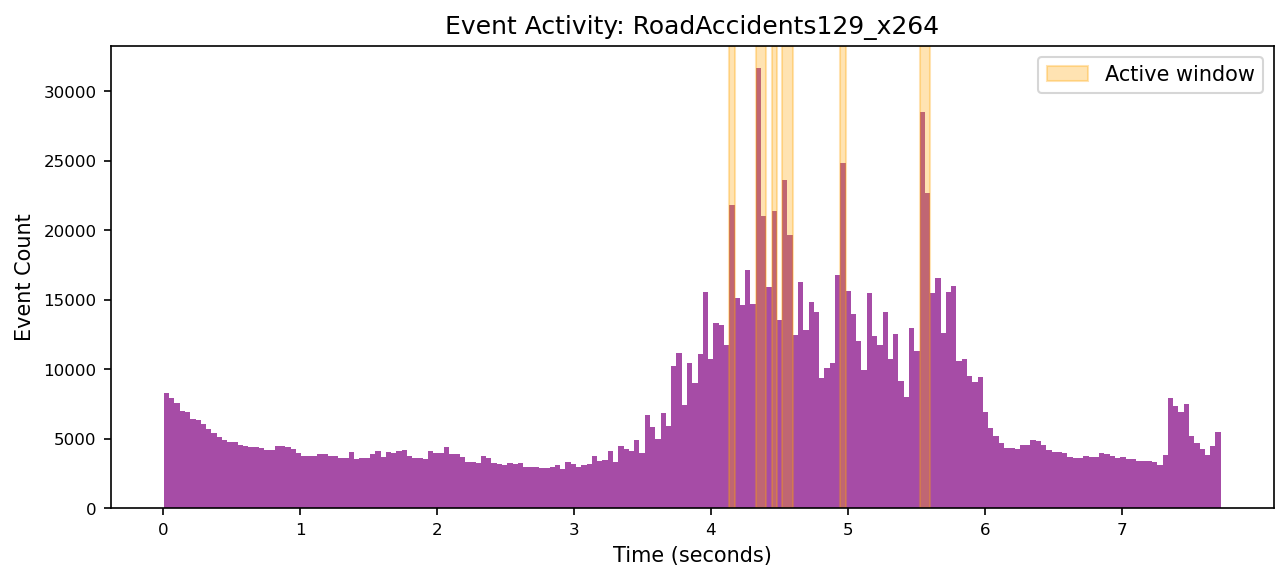 Event Activity: RoadAccidents129_x264
Active window
Event Count
30000
25000
20000
15000
10000
5000
0
0 1 2 3 4 5 6 7
Time (seconds)